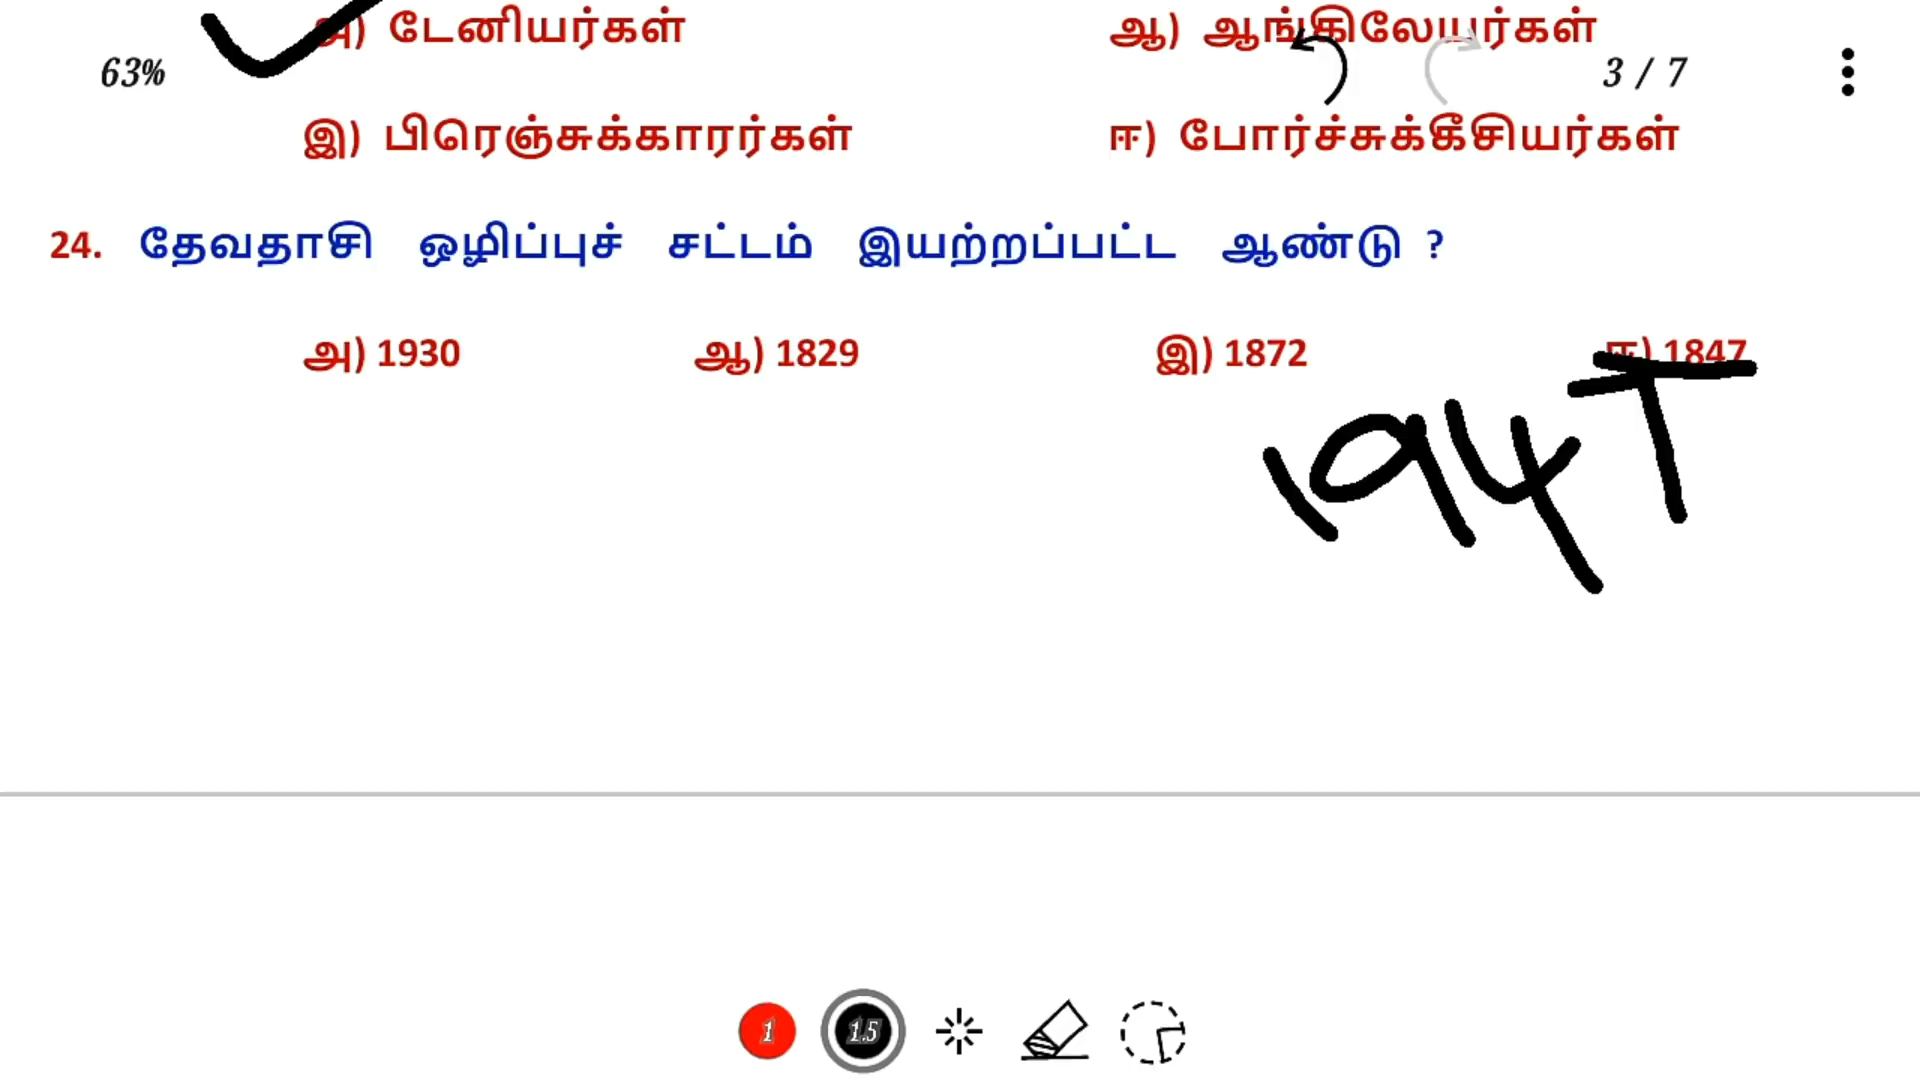 அ) டேனியர்கள் ஆ) ஆங்கிலேயர்கள்
63% 3 / 7
இ) பிரெஞ்சுக்காரர்கள் ஈ) போர்ச்சுக்கீசியர்கள்
24. தேவதாசி ஒழிப்புச் சட்டம் இயற்றப்பட்ட ஆண்டு ?
அ) 1930 ஆ) 1829 இ) 1872 ஈ) 1847
1947
1 1.5